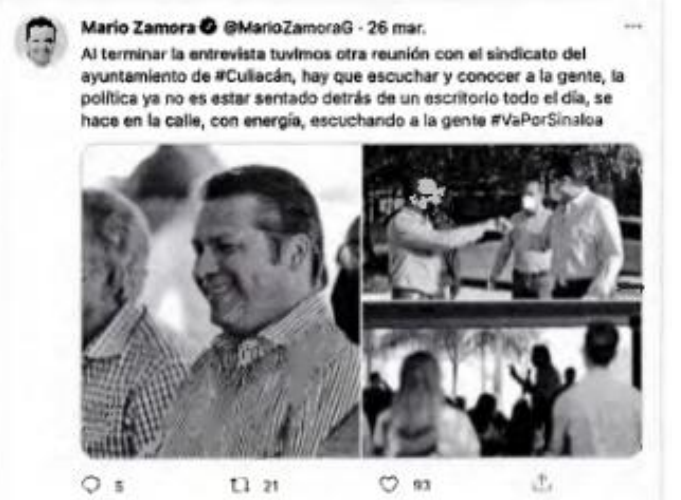 Mario Zamora @MarioZamoraG · 26 mar.
Al terminar la entrevista tuvimos otra reunión con el sindicato del
ayuntamiento de #Culiacán, hay que escuchar y conocer a la gente, la
política ya no es estar sentado detrás de un escritorio todo el día, se
hace en la calle, con energía, escuchando a la gente #VaPorSinaloa
5 21 93